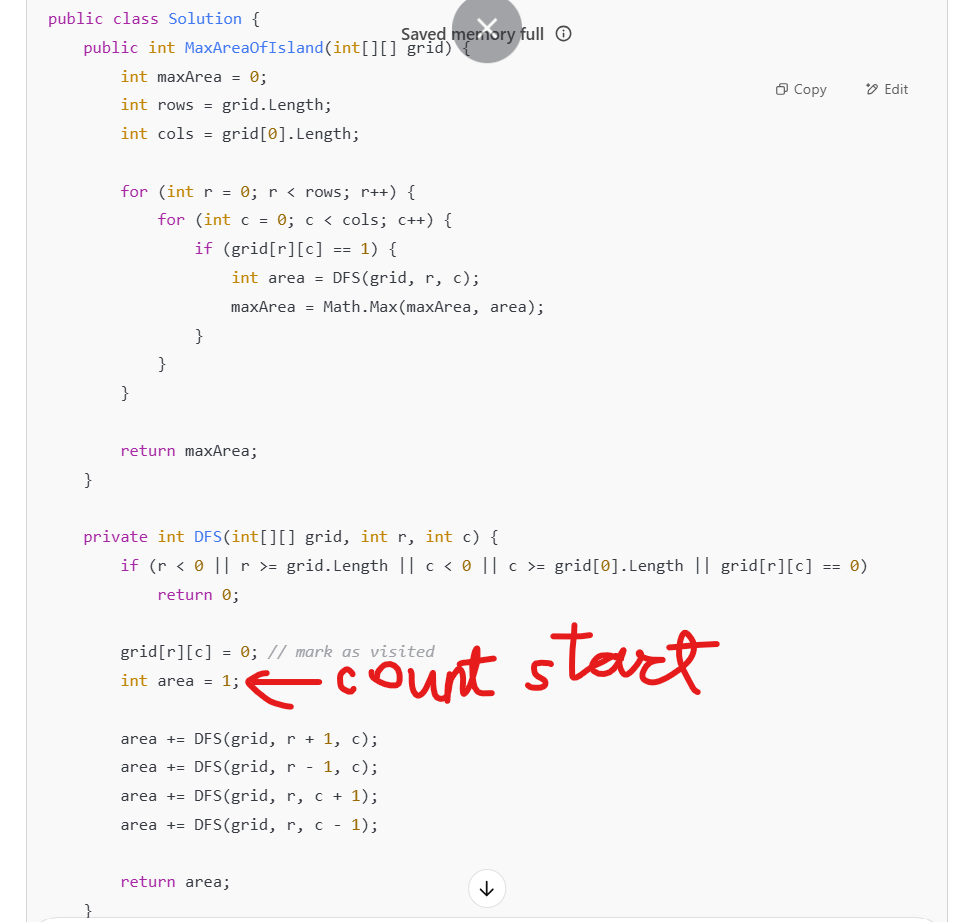 public class Solution {
Saved memory full
public int MaxAreaOfIsland(int[][] grid) {
int maxArea = 0;
Copy Edit
int rows = grid.Length;
int cols = grid[0].Length;
for (int r = 0; r < rows; r++) {
for (int c = 0; c < cols; c++) {
if (grid[r][c] == 1) {
int area = DFS(grid, r, c);
maxArea = Math.Max(maxArea, area);
}
}
}
return maxArea;
}
private int DFS(int[][] grid, int r, int c) {
if (r < 0 || r >= grid.Length || c < 0 || c >= grid[0].Length || grid[r][c] == 0)
return 0;
grid[r][c] = 0; // mark as visited
int area = 1; count start
area += DFS(grid, r + 1, c);
area += DFS(grid, r - 1, c);
area += DFS(grid, r, c + 1);
area += DFS(grid, r, c - 1);
return area;
}